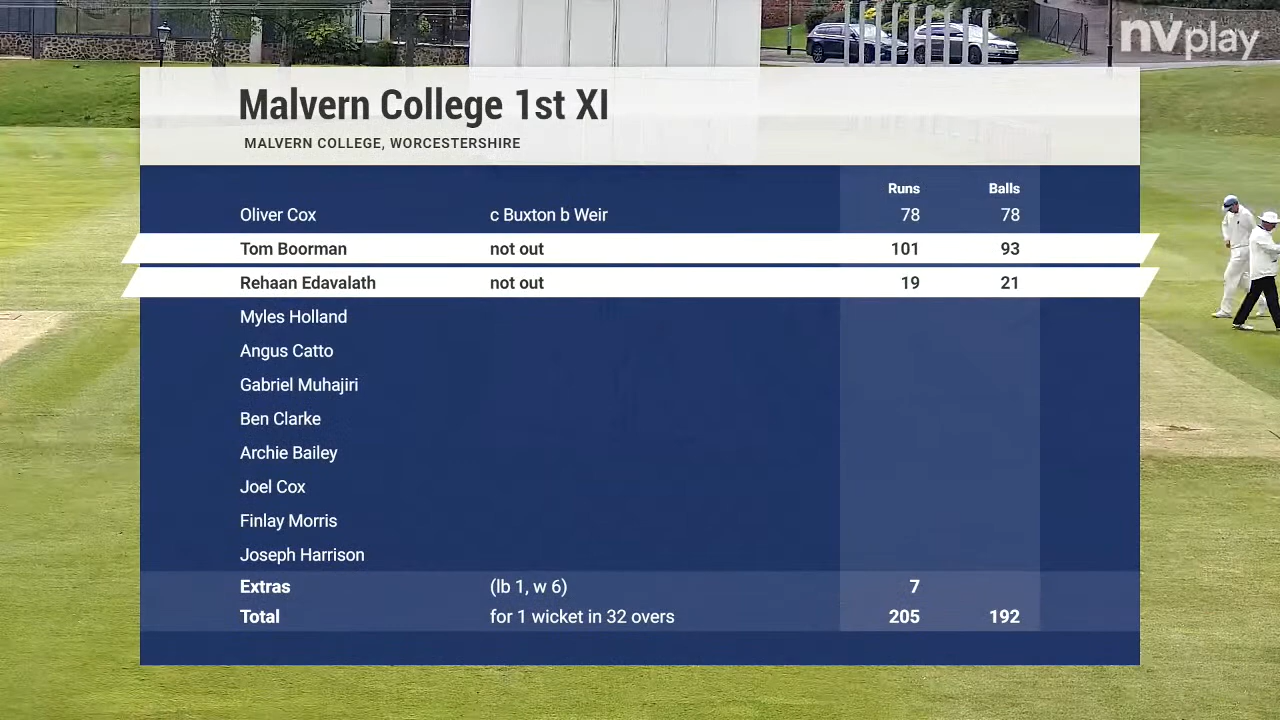 nvplay
Malvern College 1st XI
MALVERN COLLEGE, WORCESTERSHIRE
Runs Balls
Oliver Cox c Buxton b Weir 78 78
Tom Boorman not out 101 93
Rehaan Edavalath not out 19 21
Myles Holland
Angus Catto
Gabriel Muhajiri
Ben Clarke
Archie Bailey
Joel Cox
Finlay Morris
Joseph Harrison
Extras (lb 1, w 6) 7
Total for 1 wicket in 32 overs 205 192